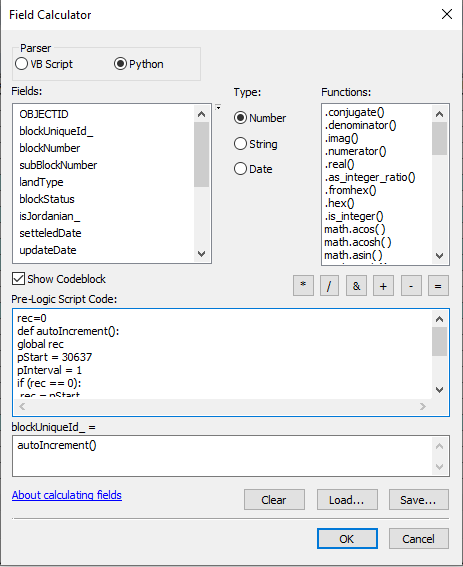 Field Calculator
Parser
VB Script
Python
Fields:
Type:
Functions:
OBJECTID
blockUniqueId_
blockNumber
subBlockNumber
landType
blockStatus
isJordanian_
setteledDate
updateDate
Number
String
Date
.conjugate()
.denominator()
.imag()
.numerator()
.real()
.as_integer_ratio()
.fromhex()
.hex()
.is_integer()
math.acos( )
math.acosh( )
math.asin( )
Show Codeblock
* / & + - =
Pre-Logic Script Code:
rec=0
def autoIncrement():
global rec
pStart = 30637
pInterval = 1
if (rec == 0):
rec = pStart
blockUniqueId_ =
autoIncrement()
About calculating fields
Clear
Load...
Save...
OK
Cancel